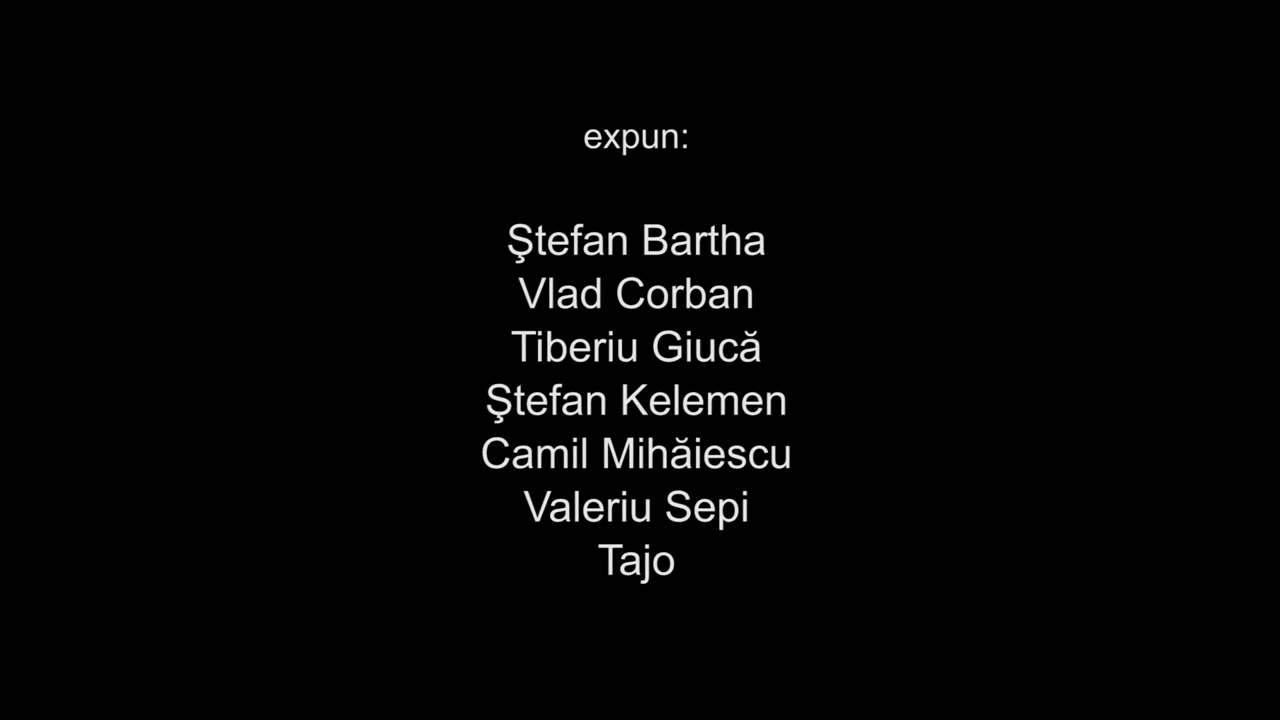 expun:
Ştefan Bartha
Vlad Corban
Tiberiu Giucă
Ştefan Kelemen
Camil Mihăiescu
Valeriu Sepi
Tajo